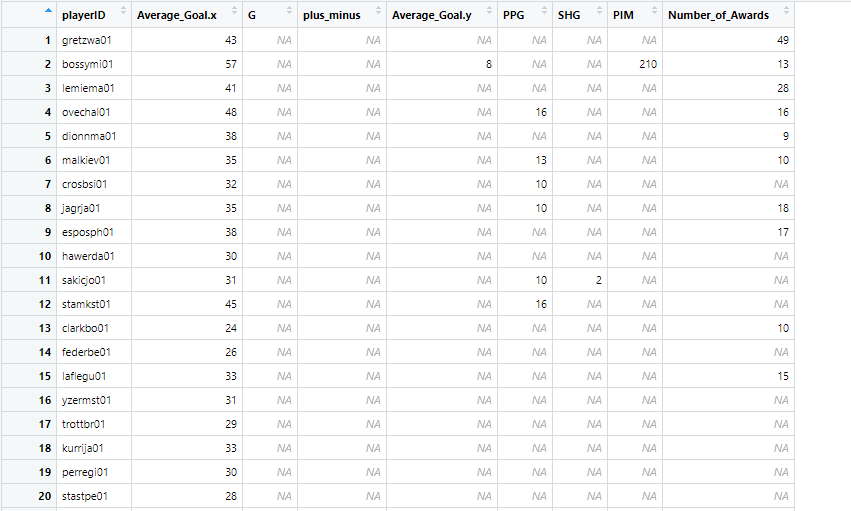 playerID Average_Goal.x G plus_minus Average_Goal.y PPG SHG PIM Number_of_Awards
1 gretzwa01 43 NA NA NA NA NA NA 49
2 bossymi01 57 NA NA 8 NA NA 210 13
3 lemiema01 41 NA NA NA NA NA NA 28
4 ovechal01 48 NA NA NA 16 NA NA 16
5 dionnma01 38 NA NA NA NA NA NA 9
6 malkiev01 35 NA NA NA 13 NA NA 10
7 crosbsi01 32 NA NA NA 10 NA NA NA
8 jagrja01 35 NA NA NA 10 NA NA 18
9 esposph01 38 NA NA NA NA NA NA 17
10 hawerda01 30 NA NA NA NA NA NA NA
11 sakicjo01 31 NA NA NA 10 2 NA NA
12 stamkst01 45 NA NA NA 16 NA NA NA
13 clarkbo01 24 NA NA NA NA NA NA 10
14 federbe01 26 NA NA NA NA NA NA NA
15 laflegu01 33 NA NA NA NA NA NA 15
16 yzermst01 31 NA NA NA NA NA NA NA
17 trottbr01 29 NA NA NA NA NA NA NA
18 kurrija01 33 NA NA NA NA NA NA NA
19 perregi01 30 NA NA NA NA NA NA NA
20 stastpe01 28 NA NA NA NA NA NA NA